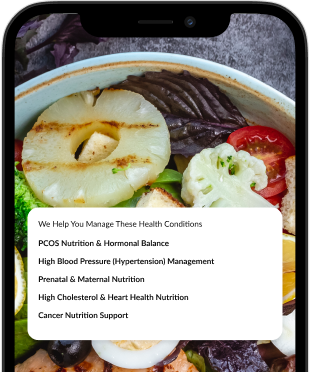 We Help You Manage These Health Conditions
PCOS Nutrition & Hormonal Balance
High Blood Pressure (Hypertension) Management
Prenatal & Maternal Nutrition
High Cholesterol & Heart Health Nutrition
Cancer Nutrition Support